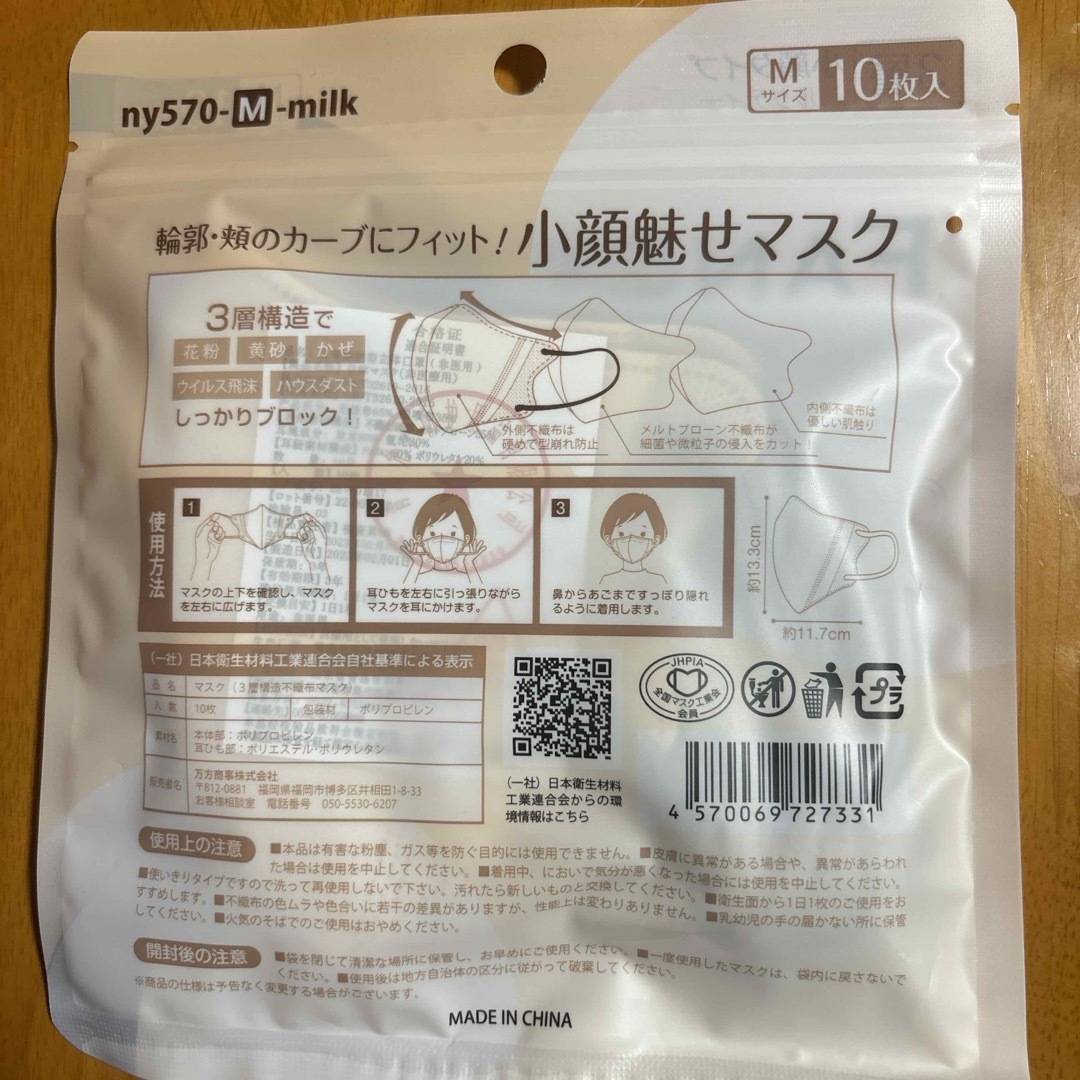 ny570-M-milk
Mサイズ 10枚入
輪郭・頬のカーブにフィット!小顔魅せマスク
3層構造で
花粉 黄砂 かぜ
ウイルス飛沫 ハウスダスト
しっかりブロック!
外側不織布は
硬めで型崩れ防止
メルトブローン不織布が
細菌や微粒子の侵入をカット!
内側不織布は
優しい肌触り
合格证
適合証明書
使用方法
1
マスクの上下を確認し、マスク
を左右に広げます。
2
耳ひもを左右に引っ張りながら
マスクを耳にかけます。
3
鼻からあごまですっぽり隠れ
るように着用します。
約13.3cm
約11.7cm
(一社)日本衛生材料工業連合会自社基準による表示
品名 マスク(3層構造不織布マスク)
入数 10枚 包装材 ポリプロピレン
素材名 本体部:ポリプロピレン
耳ひも部:ポリエステル・ポリウレタン
販売者名 万方商事株式会社
〒812-0881 福岡県福岡市博多区井相田1-8-33
お客様相談室 電話番号 050-5530-6207
(一社)日本衛生材料
工業連合会からの環
境情報はこちら
JHPIA
全国マスク工業会
会員
プラ
4 570069 727331
使用上の注意
■本品は有害な粉塵、ガス等を防ぐ目的には使用できません。■皮膚に異常がある場合や、異常があらわれ
た場合は使用を中止してください。■着用中、においで気分が悪くなった場合には使用を中止してください。
■使いきりタイプですので洗って再使用しないで下さい。汚れたら新しいものと交換してください。■衛生面から1日1枚のご使用をお
すすめします。■不織布の色ムラや色合いに若干の差異がありますが、性能上は変わりありません。■乳幼児の手の届かない所に保管
してください。■火気のそばでのご使用はおやめください。
開封後の注意
■袋を閉じて清潔な場所に保管し、お早めにご使用ください。■一度使用したマスクは、袋内に戻さないで
ください。■使用後は地方自治体の区分に従がって破棄してください。
※商品の仕様は予告なく変更する場合がございます。
MADE IN CHINA